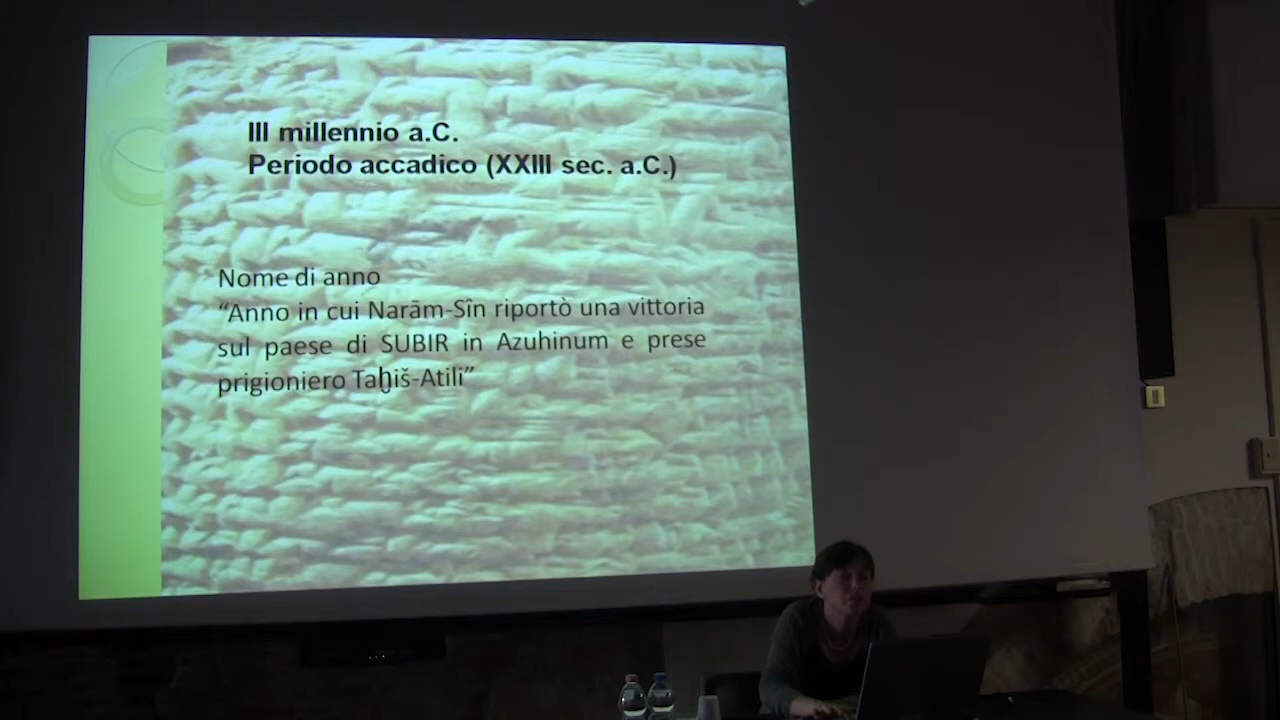 III millennio a.C.
Periodo accadico (XXIII sec. a.C.)
Nome di anno
“Anno in cui Narām-Sîn riportò una vittoria
sul paese di SUBIR in Azuhinum e prese
prigioniero Taḫiš-Atili”